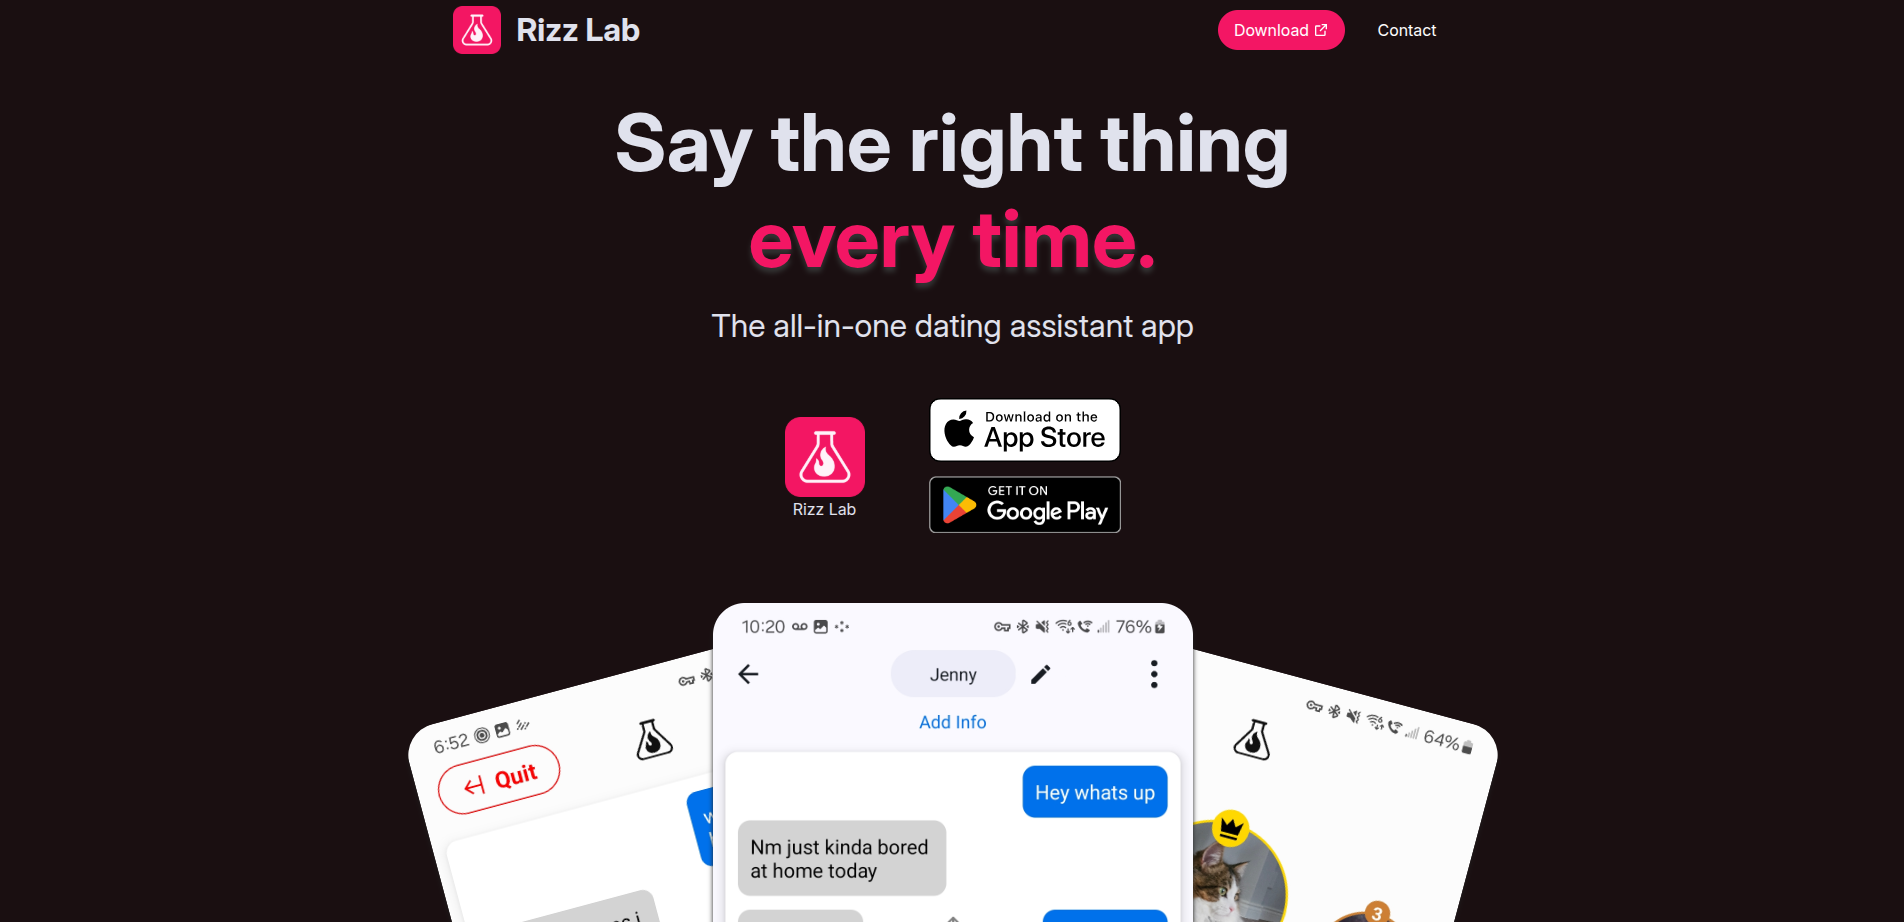 Rizz Lab
Download
Contact
Say the right thing
every time.
The all-in-one dating assistant app
Rizz Lab
Download on the
App Store
GET IT ON
Google Play
10:20
76%
Jenny
Add Info
Hey whats up
Nm just kinda bored
at home today
6:52
Quit
64%
3